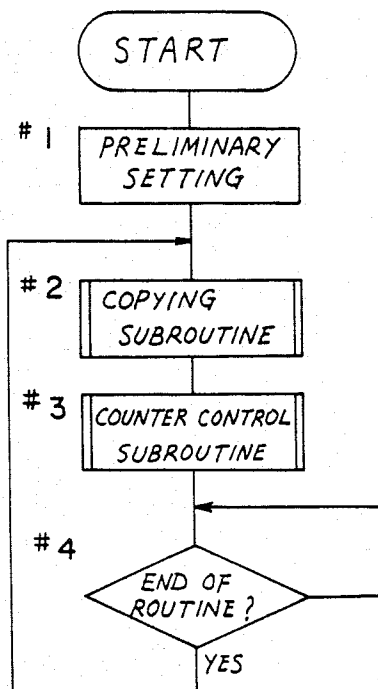 START
#1
PRELIMINARY
SETTING
#2
COPYING
SUBROUTINE
#3
COUNTER CONTROL
SUBROUTINE
#4
END OF
ROUTINE?
YES